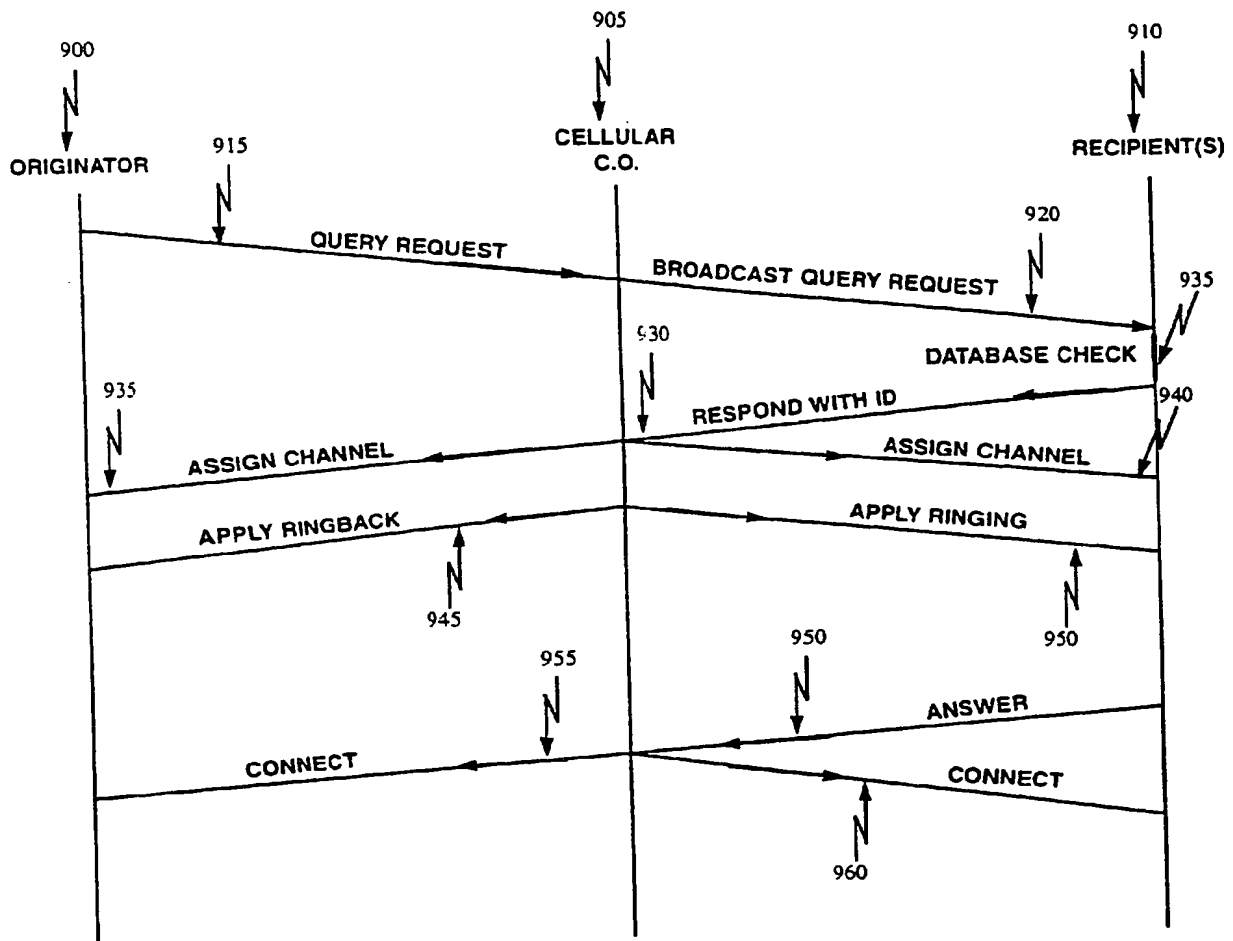 900
905
910
ORIGINATOR
CELLULAR
C.O.
RECIPIENT(S)
915
QUERY REQUEST
920
BROADCAST QUERY REQUEST
935
DATABASE CHECK
930
RESPOND WITH ID
940
935
ASSIGN CHANNEL
ASSIGN CHANNEL
APPLY RINGBACK
APPLY RINGING
945
950
955
950
ANSWER
CONNECT
CONNECT
960